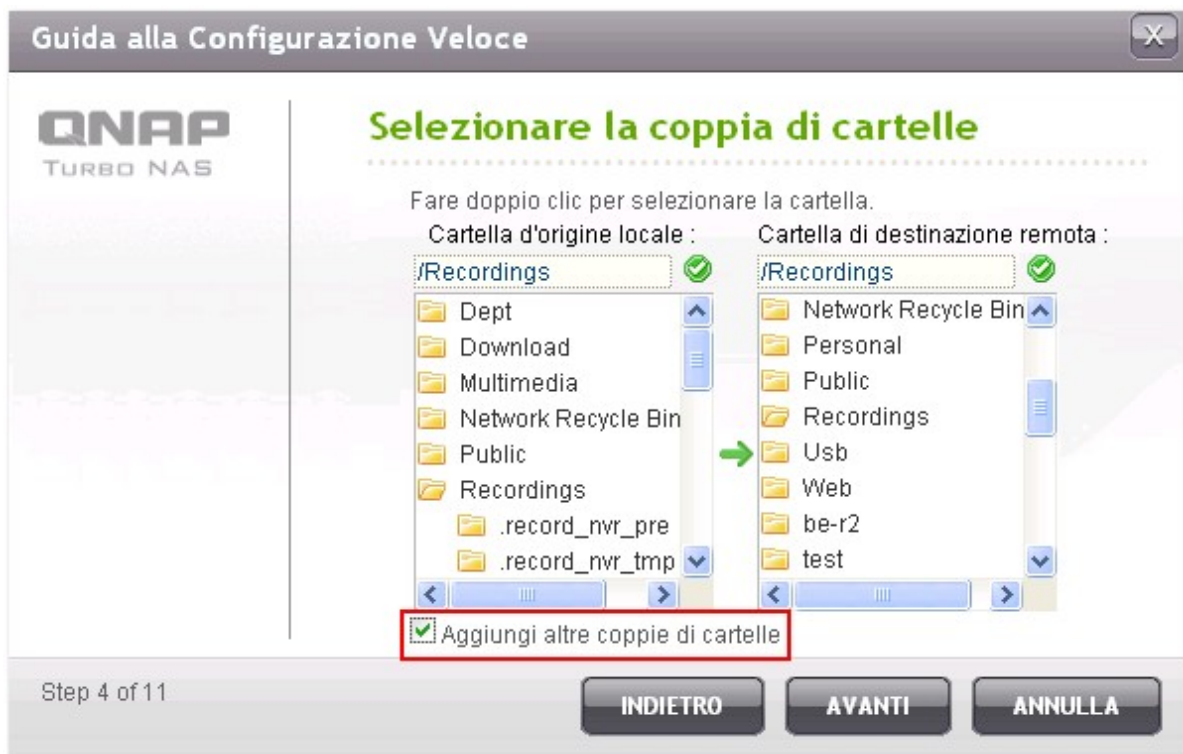 Guida alla Configurazione Veloce
X
QNAP
TURBO NAS
Selezionare la coppia di cartelle
Fare doppio clic per selezionare la cartella.
Cartella d'origine locale :
/Recordings
Dept
Download
Multimedia
Network Recycle Bin
Public
Recordings
.record_nvr_pre
.record_nvr_tmp
Cartella di destinazione remota :
/Recordings
Network Recycle Bin
Personal
Public
Recordings
Usb
Web
be-r2
test
Aggiungi altre coppie di cartelle
Step 4 of 11
INDIETRO
AVANTI
ANNULLA